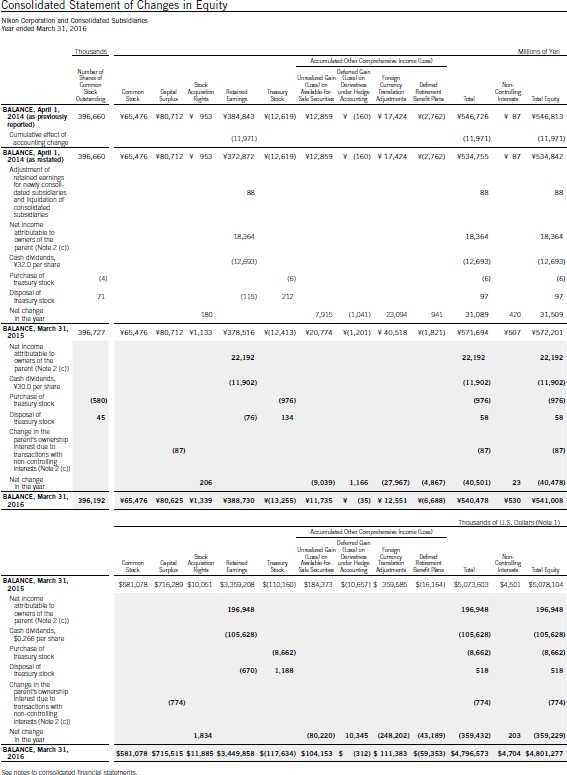 Consolidated Statement of Changes in Equity
Nikon Corporation and Consolidated Subsidiaries
Year ended March 31, 2016
Thousands Millions of Yen
Accumulated Other Comprehensive Income (Loss)
Number of Shares of Common Stock Outstanding Common Stock Capital Surplus Stock Acquisition Rights Retained Earnings Treasury Stock Unrealized Gain (Loss) on Available-for-Sale Securities Deferred Gain (Loss) on Derivatives under Hedge Accounting Foreign Currency Translation Adjustments Defined Retirement Benefit Plans Total Non-Controlling Interests Total Equity
BALANCE, April 1,
2014 (as previously 396,660 ¥65,476 ¥80,712 ¥ 953 ¥384,843 ¥(12,619) ¥12,859 ¥ (160) ¥ 17,424 ¥(2,762) ¥546,726 ¥ 87 ¥546,813
reported)
Cumulative effect of
accounting change (11,971) (11,971) (11,971)
BALANCE, April 1,
2014 (as restated) 396,660 ¥65,476 ¥80,712 ¥ 953 ¥372,872 ¥(12,619) ¥12,859 ¥ (160) ¥ 17,424 ¥(2,762) ¥534,755 ¥ 87 ¥534,842
Adjustment of
retained earnings
for newly consoli-
dated subsidiaries 88 88 88
and liquidation of
consolidated
subsidiaries
Net income
attributable to
owners of the 18,364 18,364 18,364
parent (Note 2 (c))
Cash dividends,
¥32.0 per share (12,693) (12,693) (12,693)
Purchase of
treasury stock (4) (6) (6) (6)
Disposal of
treasury stock 71 (115) 212 97 97
Net change
in the year 180 7,915 (1,041) 23,094 941 31,089 420 31,509
BALANCE, March 31,
2015 396,727 ¥65,476 ¥80,712 ¥1,133 ¥378,516 ¥(12,413) ¥20,774 ¥(1,201) ¥ 40,518 ¥(1,821) ¥571,694 ¥507 ¥572,201
Net income
attributable to
owners of the 22,192 22,192 22,192
parent (Note 2 (c))
Cash dividends,
¥30.0 per share (11,902) (11,902) (11,902)
Purchase of
treasury stock (580) (976) (976) (976)
Disposal of
treasury stock 45 (76) 134 58 58
Change in the
parent's ownership
interest due to
transactions with (87) (87) (87)
non-controlling
interests (Note 2 (c))
Net change
in the year 206 (9,039) 1,166 (27,967) (4,867) (40,501) 23 (40,478)
BALANCE, March 31,
2016 396,192 ¥65,476 ¥80,625 ¥1,339 ¥388,730 ¥(13,255) ¥11,735 ¥ (35) ¥ 12,551 ¥(6,688) ¥540,478 ¥530 ¥541,008
Thousands of U.S. Dollars (Note 1)
Accumulated Other Comprehensive Income (Loss)
Common Stock Capital Surplus Stock Acquisition Rights Retained Earnings Treasury Stock Unrealized Gain (Loss) on Available-for-Sale Securities Deferred Gain (Loss) on Derivatives under Hedge Accounting Foreign Currency Translation Adjustments Defined Retirement Benefit Plans Total Non-Controlling Interests Total Equity
BALANCE, March 31,
2015 $581,078 $716,289 $10,051 $3,359,208 $(110,160) $184,373 $(10,657) $ 359,585 $(16,164) $5,073,603 $4,501 $5,078,104
Net income
attributable to
owners of the 196,948 196,948 196,948
parent (Note 2 (c))
Cash dividends,
$0.266 per share (105,628) (105,628) (105,628)
Purchase of
treasury stock (8,662) (8,662) (8,662)
Disposal of
treasury stock (670) 1,188 518 518
Change in the
parent's ownership
interest due to
transactions with (774) (774) (774)
non-controlling
interests (Note 2 (c))
Net change
in the year 1,834 (80,220) 10,345 (248,202) (43,189) (359,432) 203 (359,229)
BALANCE, March 31,
2016 $581,078 $715,515 $11,885 $3,449,858 $(117,634) $104,153 $ (312) $ 111,383 $(59,353) $4,796,573 $4,704 $4,801,277
See notes to consolidated financial statements.